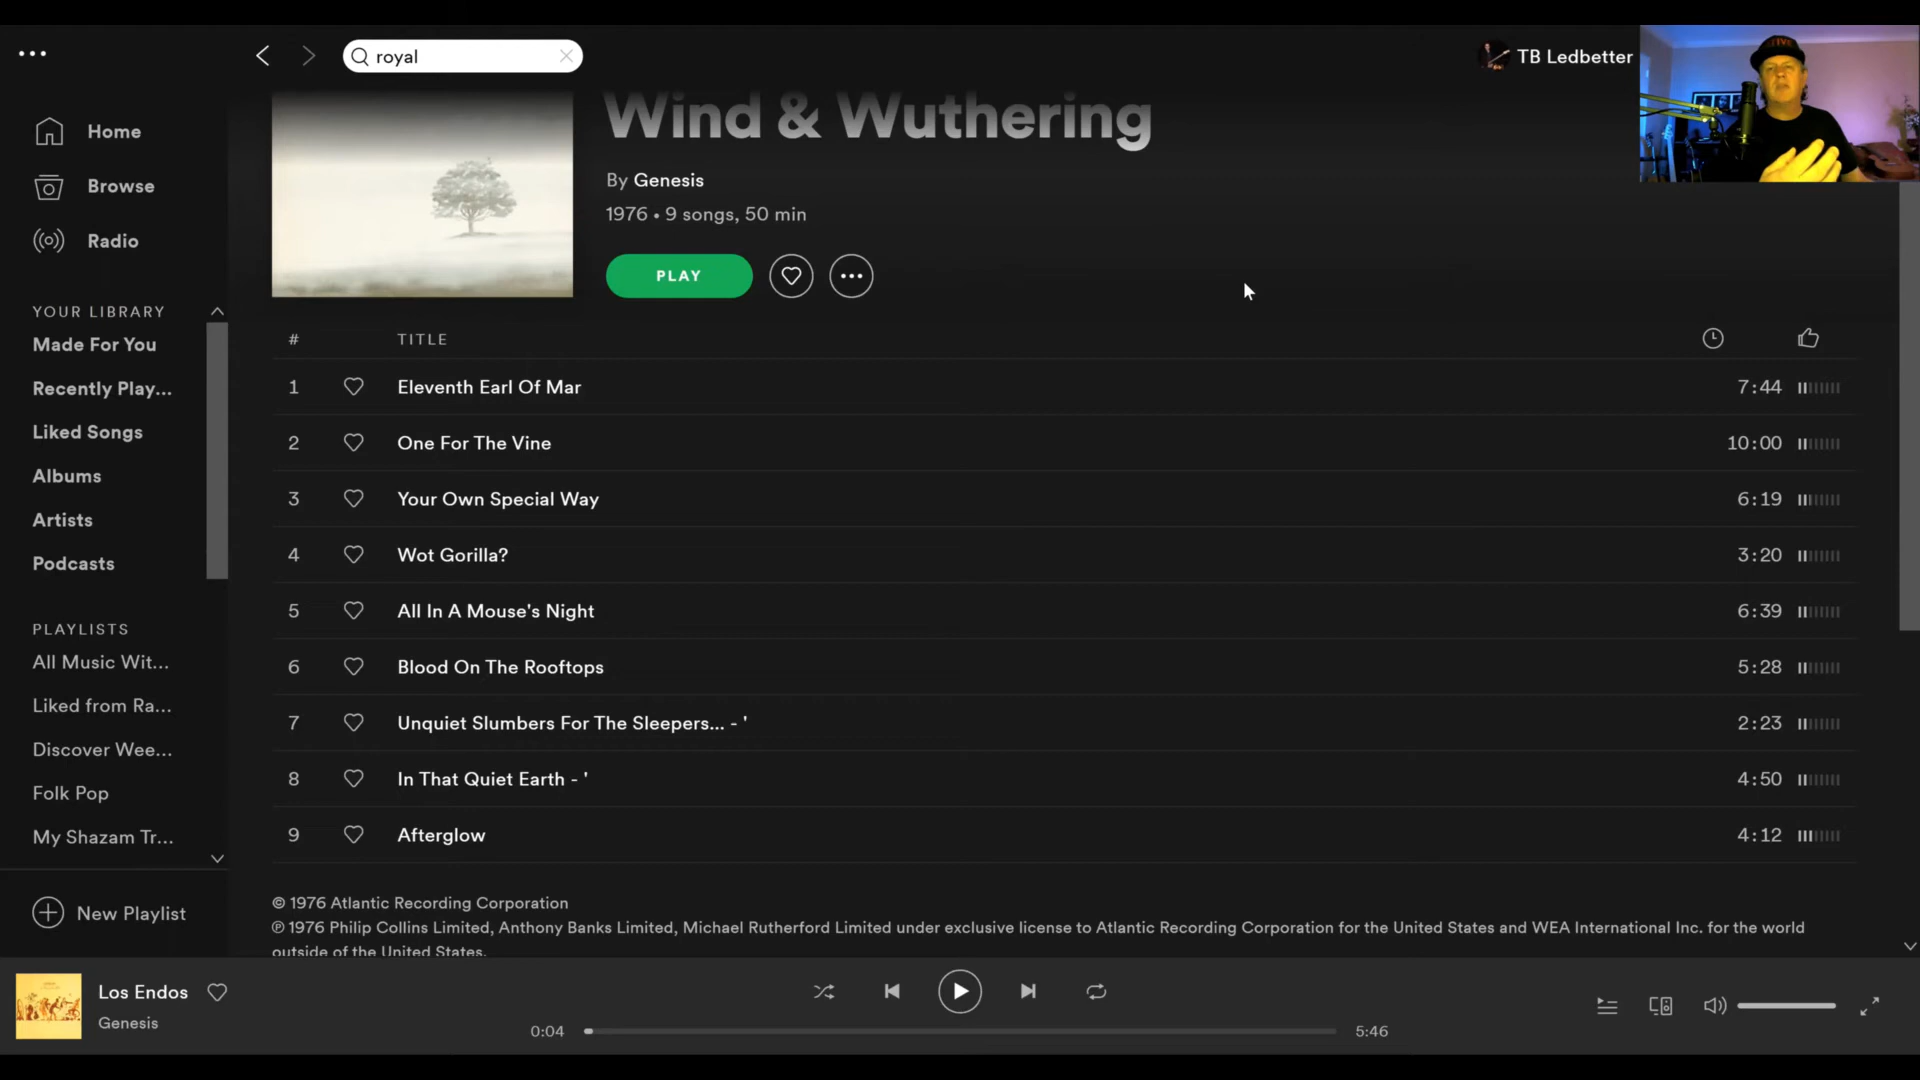 royal
TB Ledbetter
Home
Browse
Radio
YOUR LIBRARY
Made For You
Recently Play...
Liked Songs
Albums
Artists
Podcasts
PLAYLISTS
All Music Wit...
Liked from Ra...
Discover Wee...
Folk Pop
My Shazam Tr...
New Playlist
Wind & Wuthering
By Genesis
1976 • 9 songs, 50 min
PLAY
# TITLE
1 Eleventh Earl Of Mar 7:44
2 One For The Vine 10:00
3 Your Own Special Way 6:19
4 Wot Gorilla? 3:20
5 All In A Mouse's Night 6:39
6 Blood On The Rooftops 5:28
7 Unquiet Slumbers For The Sleepers... - ' 2:23
8 In That Quiet Earth - ' 4:50
9 Afterglow 4:12
© 1976 Atlantic Recording Corporation
℗ 1976 Philip Collins Limited, Anthony Banks Limited, Michael Rutherford Limited under exclusive license to Atlantic Recording Corporation for the United States and WEA International Inc. for the world
outside of the United States.
Los Endos
Genesis
0:04 5:46